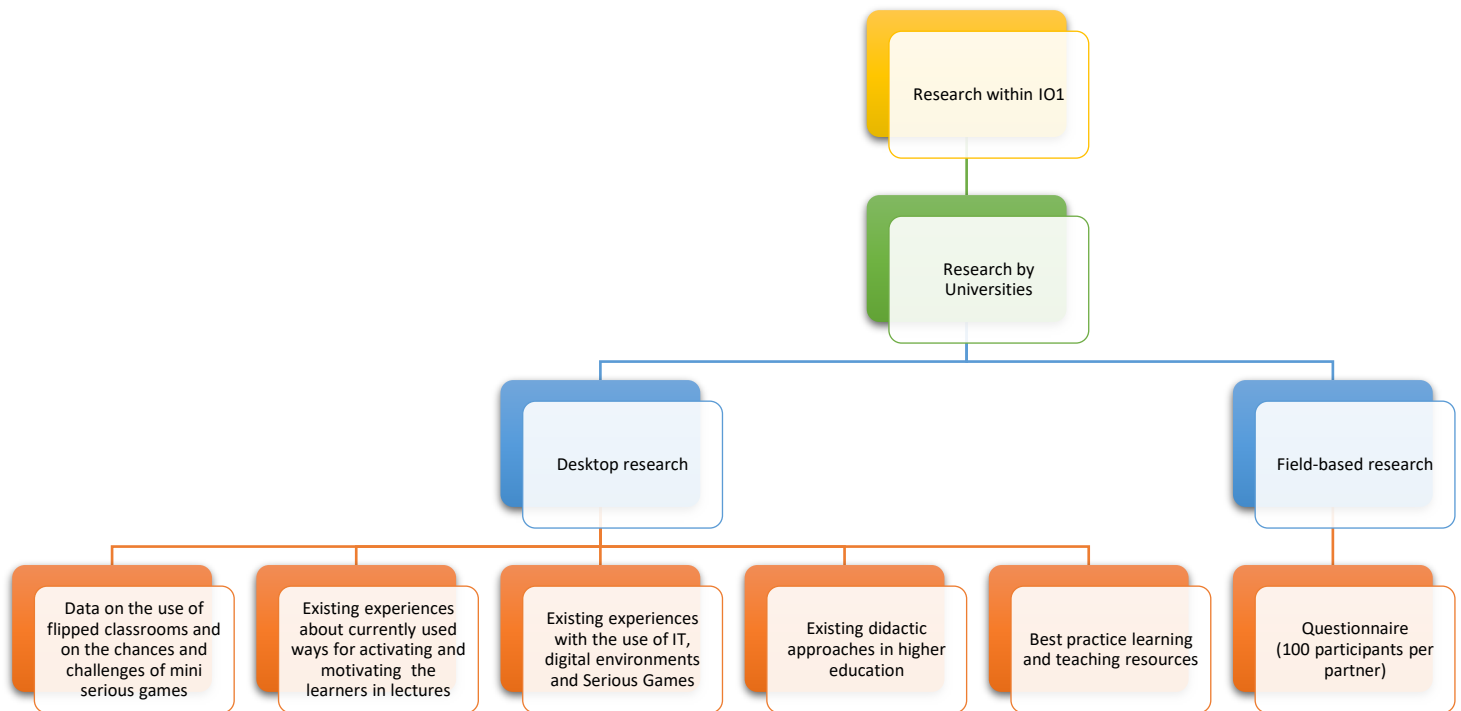 Research within IO1
Research by
Universities
Desktop research
Field-based research
Data on the use of
flipped classrooms and
on the chances and
challenges of mini
serious games
Existing experiences
about currently used
ways for activating and
motivating  the
learners in lectures
Existing experiences
with the use of IT,
digital environments
and Serious Games
Existing didactic
approaches in higher
education
Best practice learning
and teaching resources
Questionnaire
(100 participants per
partner)